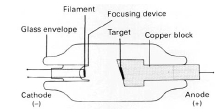 Filament
Focusing device
Glass envelope
Target
Copper block
Cathode
(−)
Anode
(+)